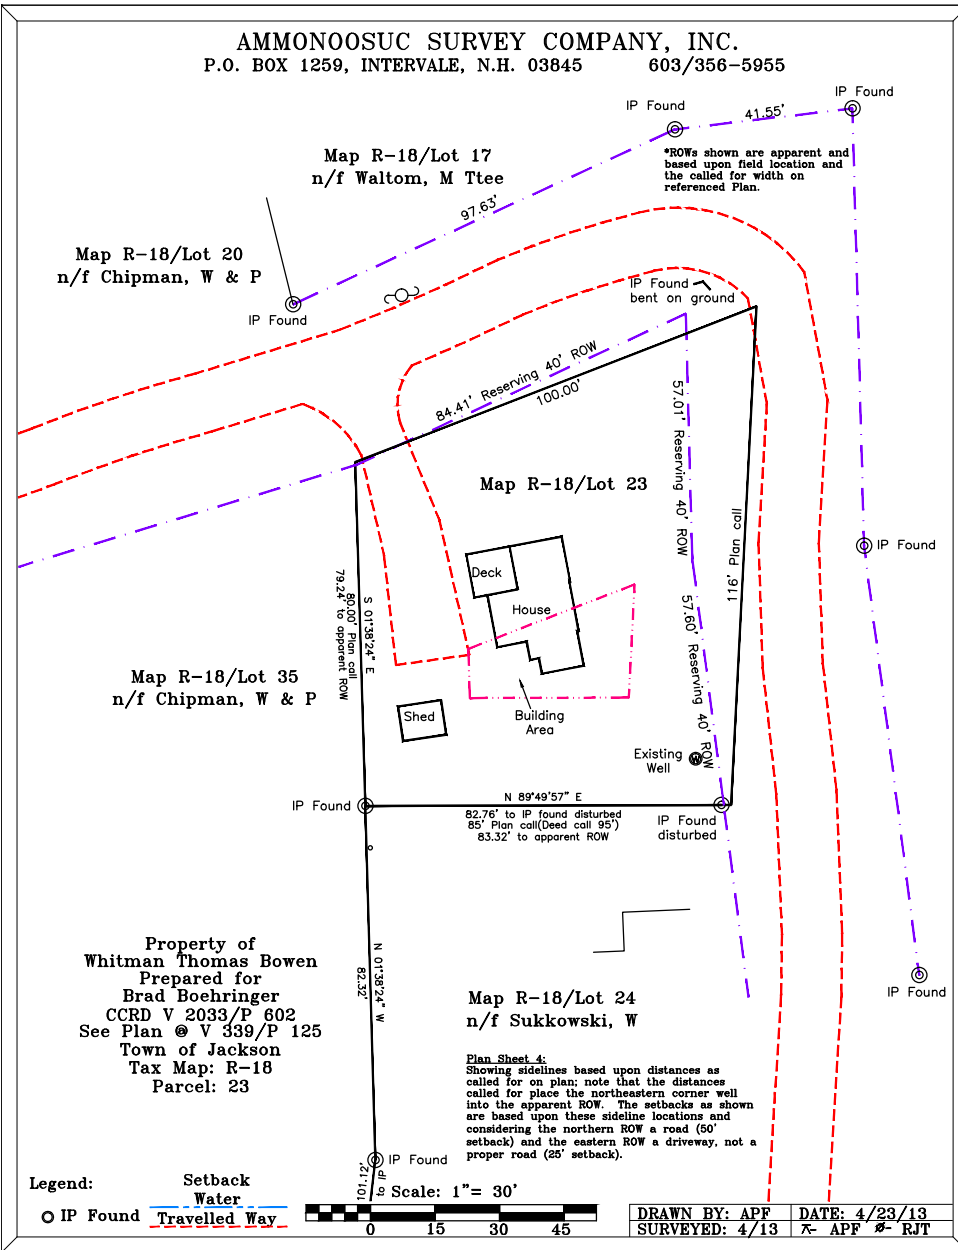 AMMONOOSUC SURVEY COMPANY, INC.
P.O. BOX 1259, INTERVALE, N.H. 03845 603/356-5955
IP Found
IP Found
41.55'
*ROWs shown are apparent and
based upon field location and
the called for width on
referenced Plan.
Map R-18/Lot 17
n/f Waltom, M Ttee
97.63'
Map R-18/Lot 20
n/f Chipman, W & P
IP Found
IP Found
bent on ground
84.41' Reserving 40' ROW
100.00'
57.01' Reserving 40' ROW
Map R-18/Lot 23
116' Plan call
IP Found
Deck
House
57.60' Reserving 40' ROW
S 01°38'24" E
80.00' Plan call
79.24' to apparent ROW
Map R-18/Lot 35
n/f Chipman, W & P
Shed
Building
Area
Existing
Well
W
IP Found
N 89°49'57" E
82.76' to IP found disturbed
85' Plan call(Deed call 95')
83.32' to apparent ROW
IP Found
disturbed
N 01°38'24" W
82.32'
Property of
Whitman Thomas Bowen
Prepared for
Brad Boehringer
CCRD V 2033/P 602
See Plan @ V 339/P 125
Town of Jackson
Tax Map: R-18
Parcel: 23
IP Found
Map R-18/Lot 24
n/f Sukkowski, W
Plan Sheet 4:
Showing sidelines based upon distances as
called for on plan; note that the distances
called for place the northeastern corner well
into the apparent ROW. The setbacks as shown
are based upon these sideline locations and
considering the northern ROW a road (50'
setback) and the eastern ROW a driveway, not a
proper road (25' setback).
IP Found
101.12'
to IP
Legend:
IP Found
Setback
Water
Travelled Way
Scale: 1"= 30'
0 15 30 45
DRAWN BY: APF DATE: 4/23/13
SURVEYED: 4/13 APF RJT